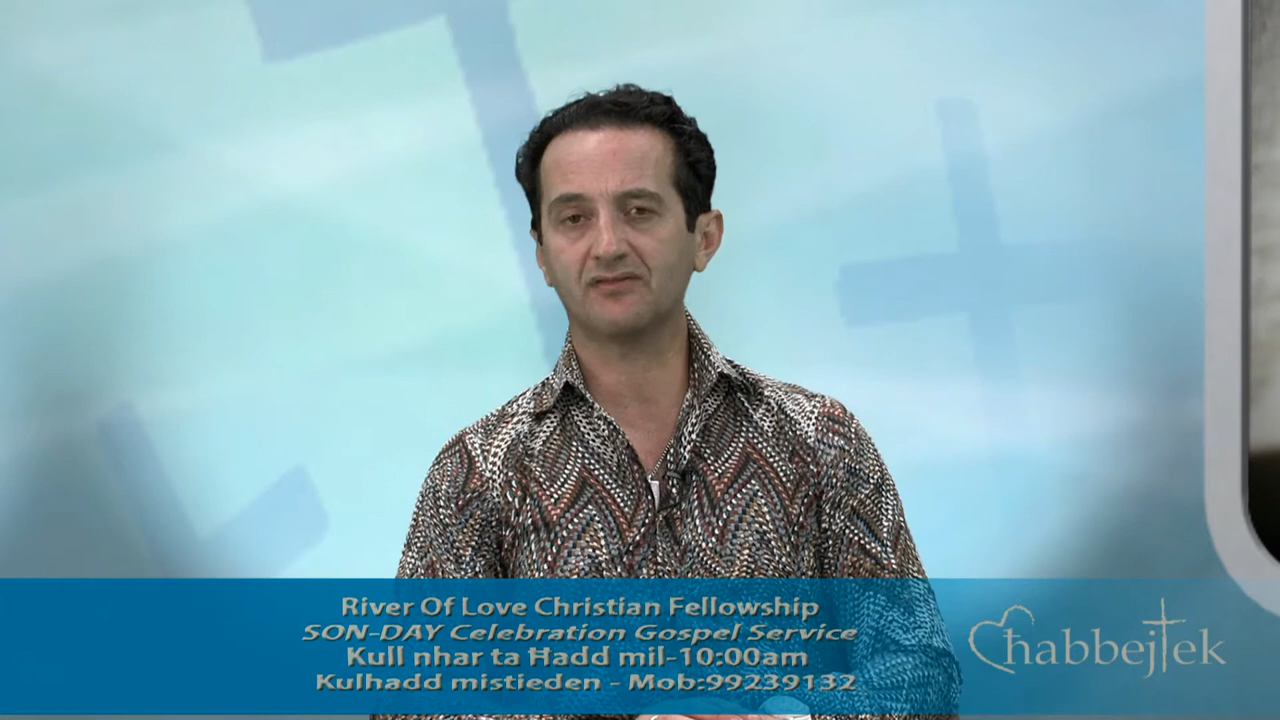 River Of Love Christian Fellowship
SON-DAY Celebration Gospel Service
Kull nhar ta Ħadd mil-10:00am
Kulħadd mistieden - Mob:99239132
Ħabbejtek